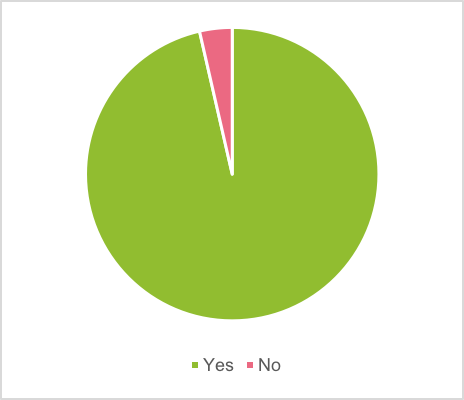 Yes No